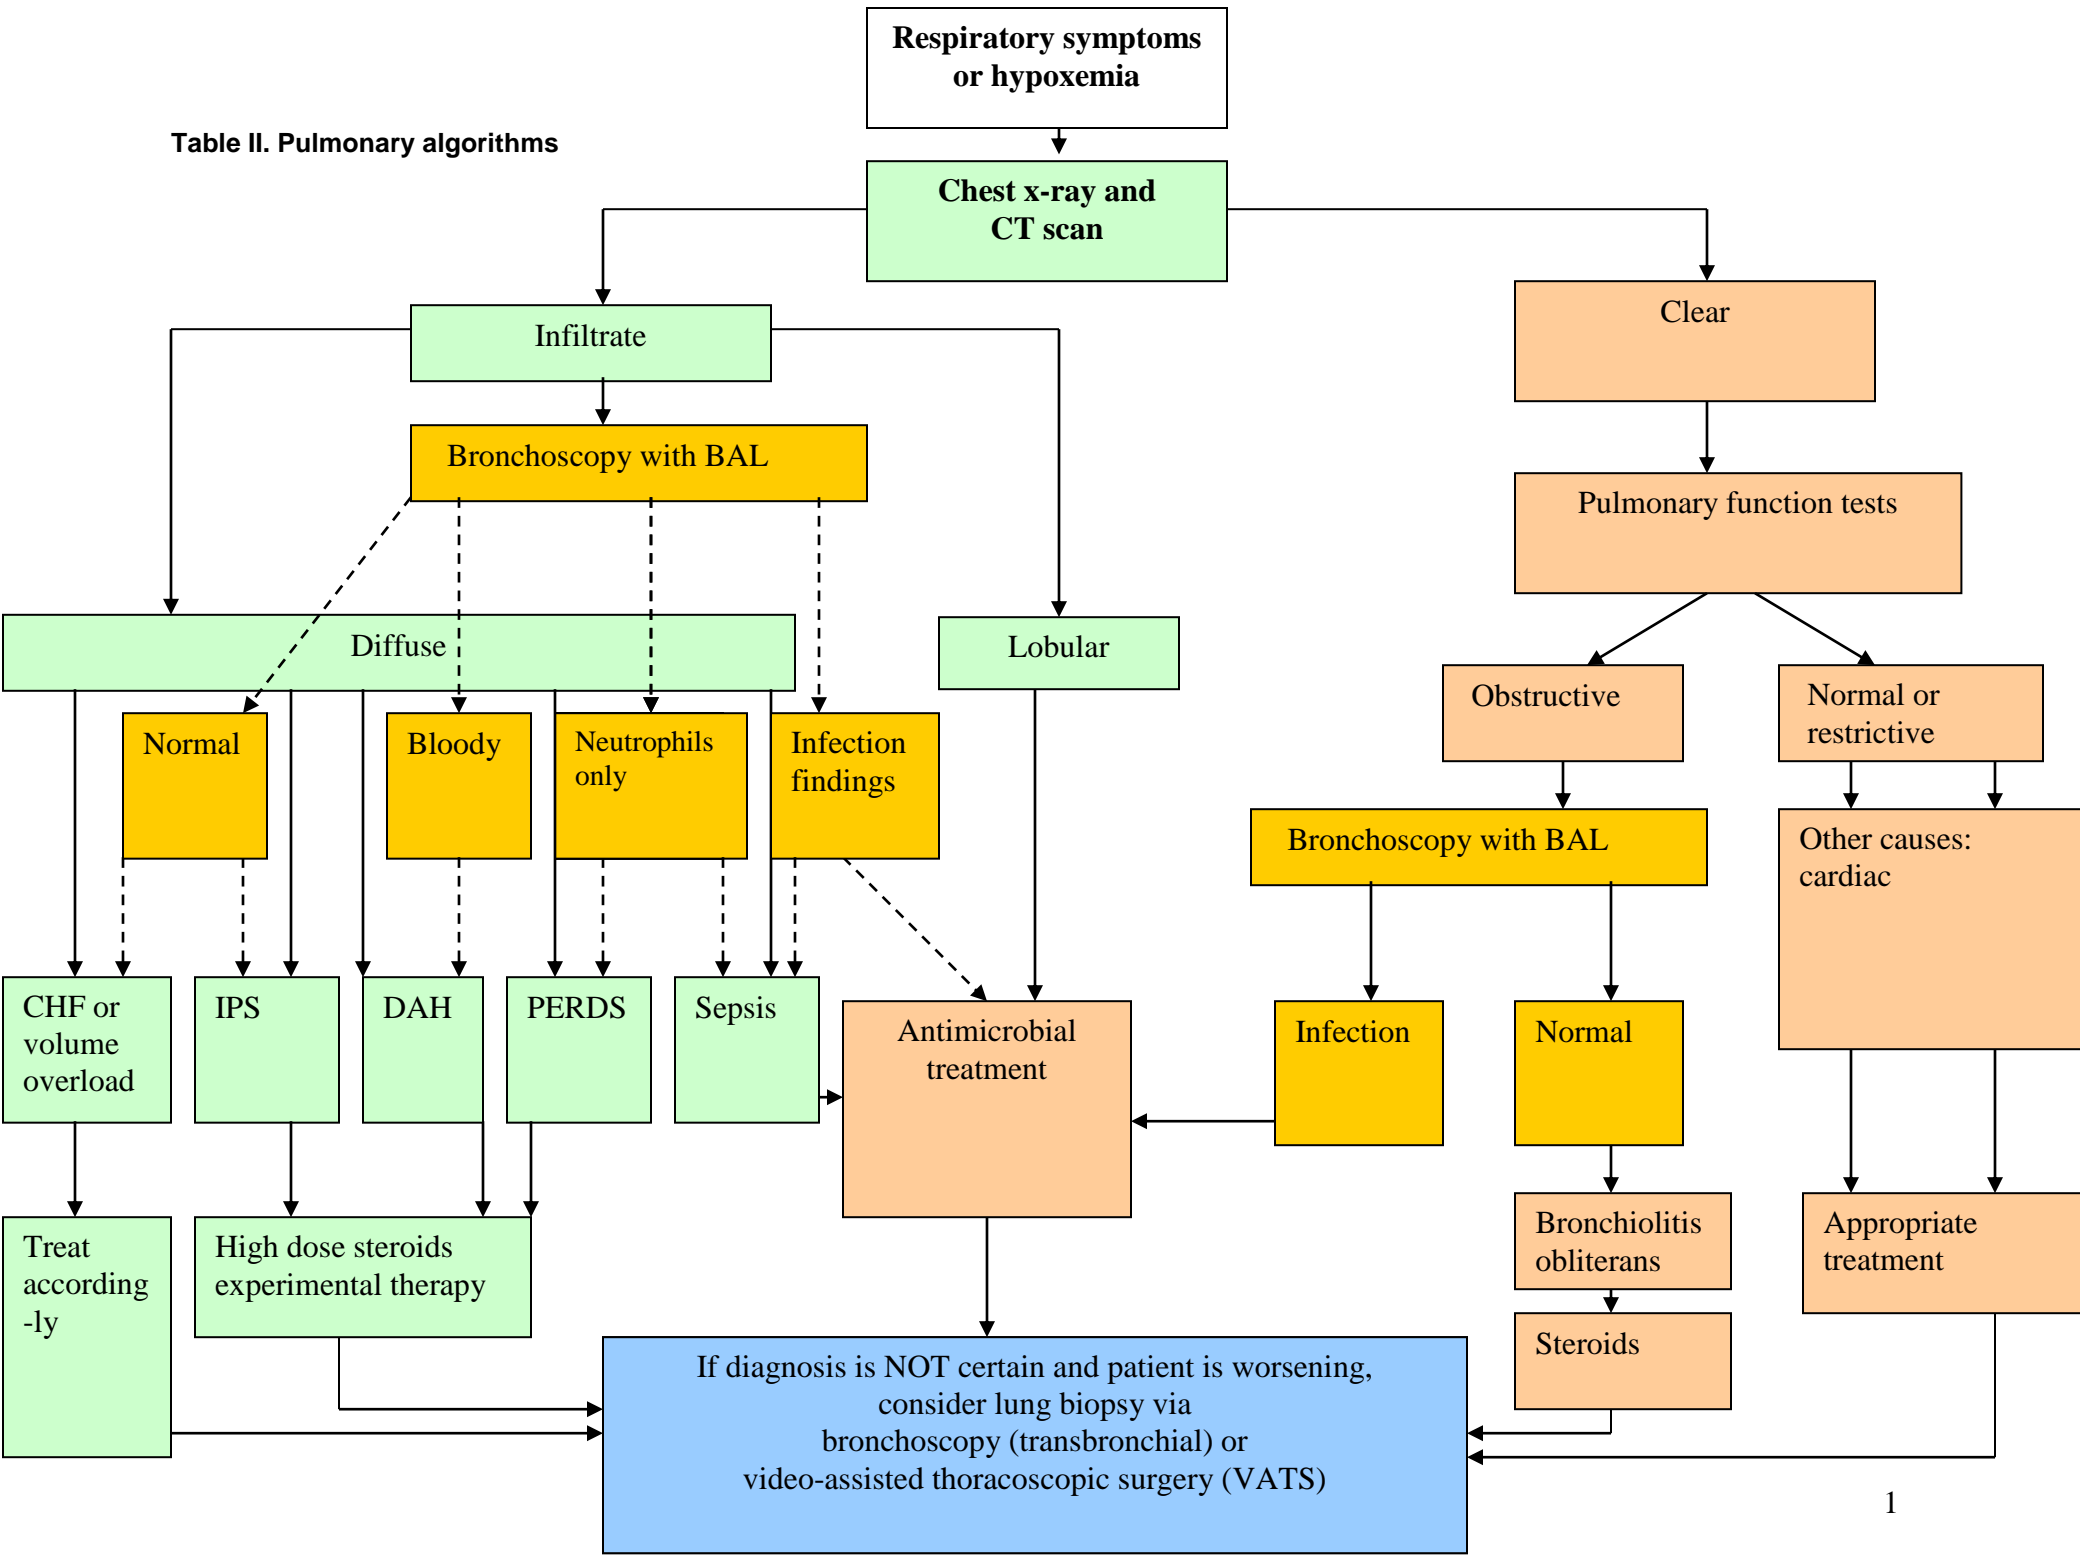 Respiratory symptoms
or hypoxemia
Table II. Pulmonary algorithms
Chest x-ray and
CT scan
Infiltrate
Clear
Bronchoscopy with BAL
Pulmonary function tests
Diffuse
Lobular
Obstructive
Normal or
restrictive
Normal
Bloody
Neutrophils
only
Infection
findings
Bronchoscopy with BAL
Other causes:
cardiac
CHF or
volume
overload
IPS
DAH
PERDS
Sepsis
Antimicrobial
treatment
Infection
Normal
Treat
according
-ly
High dose steroids
experimental therapy
Bronchiolitis
obliterans
Appropriate
treatment
Steroids
If diagnosis is NOT certain and patient is worsening,
consider lung biopsy via
bronchoscopy (transbronchial) or
video-assisted thoracoscopic surgery (VATS)
1